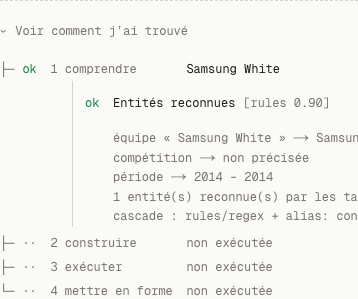 Voir comment j'ai trouvé
ok 1 comprendre Samsung White
ok Entités reconnues [rules 0.90]
équipe « Samsung White » → Samsun
compétition → non précisée
période → 2014 – 2014
1 entité(s) reconnue(s) par les ta
cascade : rules/regex + alias: con
·· 2 construire non exécutée
·· 3 exécuter non exécutée
·· 4 mettre en forme non exécutée